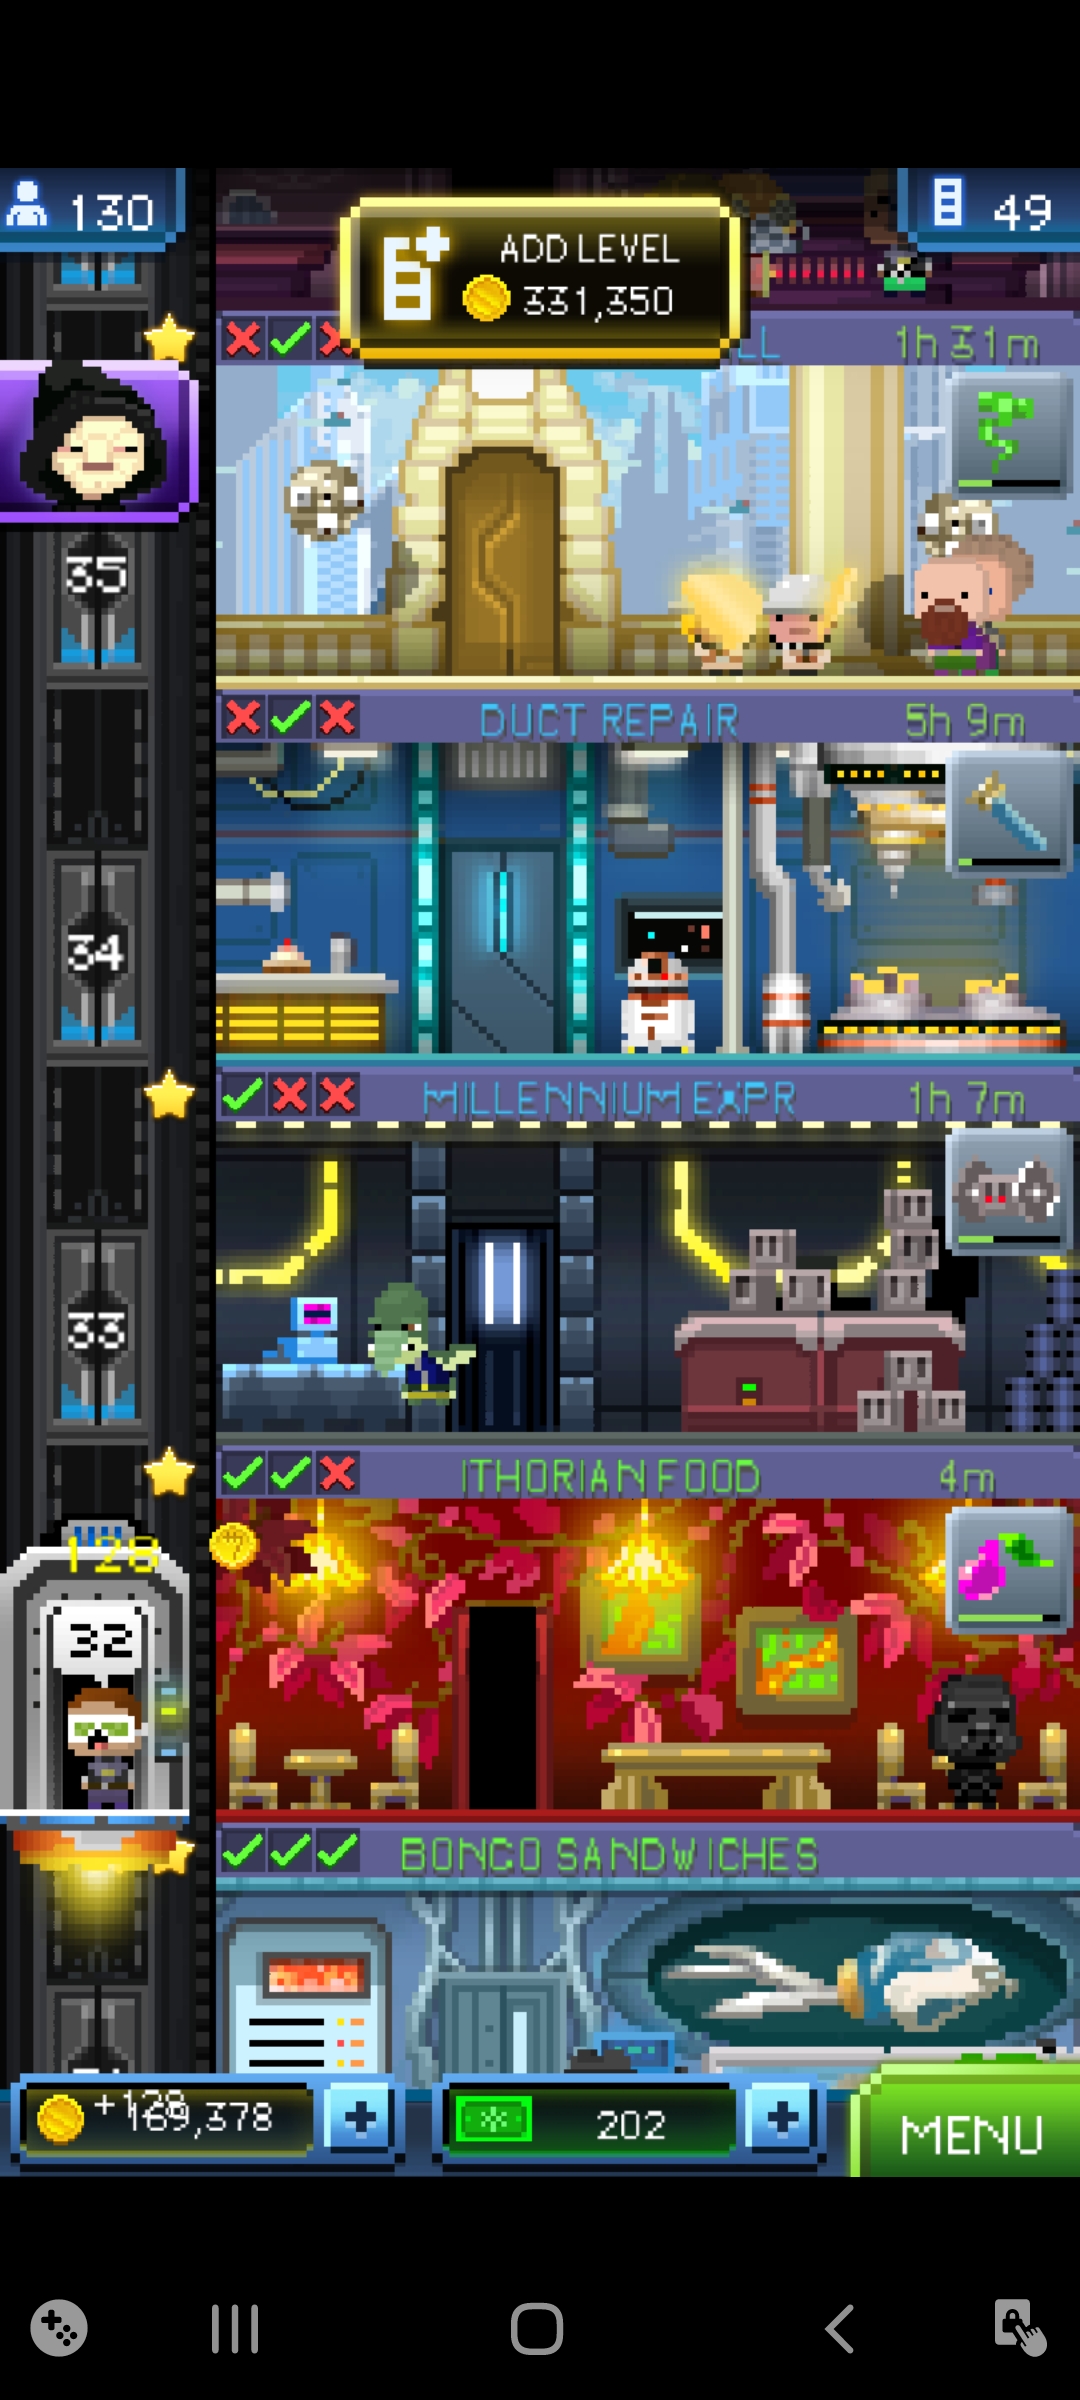 130
ADD LEVEL
331,350
49
LL
1h 31m
35
DUCT REPAIR
5h 9m
34
MILLENNIUM EXPR
1h 7m
33
ITHORIAN FOOD
4m
128
32
BONGO SANDWICHES
+128
169,378
202
MENU